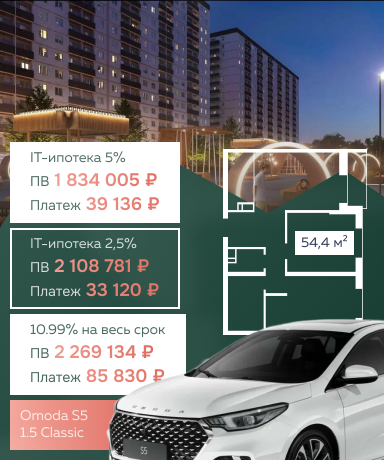 IT-ипотека 5%
ПВ 1 834 005 ₽
Платеж 39 136 ₽
54,4 м²
IT-ипотека 2,5%
ПВ 2 108 781 ₽
Платеж 33 120 ₽
10.99% на весь срок
ПВ 2 269 134 ₽
Платеж 85 830 ₽
Omoda S5
1.5 Classic
OMODA
S5